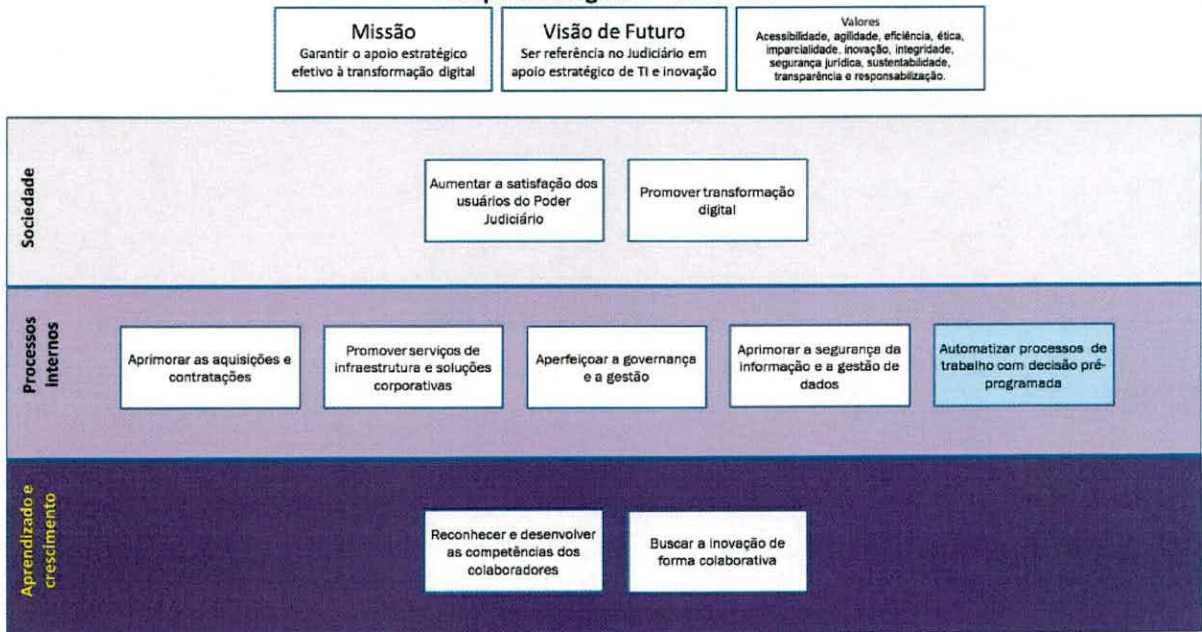 Missão
Garantir o apoio estratégico
efetivo à transformação digital
Visão de Futuro
Ser referência no Judiciário em
apoio estratégico de TI e inovação
Valores
Acessibilidade, agilidade, eficiência, ética,
imparcialidade, inovação, integridade,
segurança jurídica, sustentabilidade,
transparência e responsabilização.
Sociedade
Aumentar a satisfação dos
usuários do Poder
Judiciário
Promover transformação
digital
Processos
internos
Aprimorar as aquisições e
contratações
Promover serviços de
infraestrutura e soluções
corporativas
Aperfeiçoar a governança
e a gestão
Aprimorar a segurança da
informação e a gestão de
dados
Automatizar processos de
trabalho com decisão pré-
programada
Aprendizado e
crescimento
Reconhecer e desenvolver
as competências dos
colaboradores
Buscar a inovação de
forma colaborativa